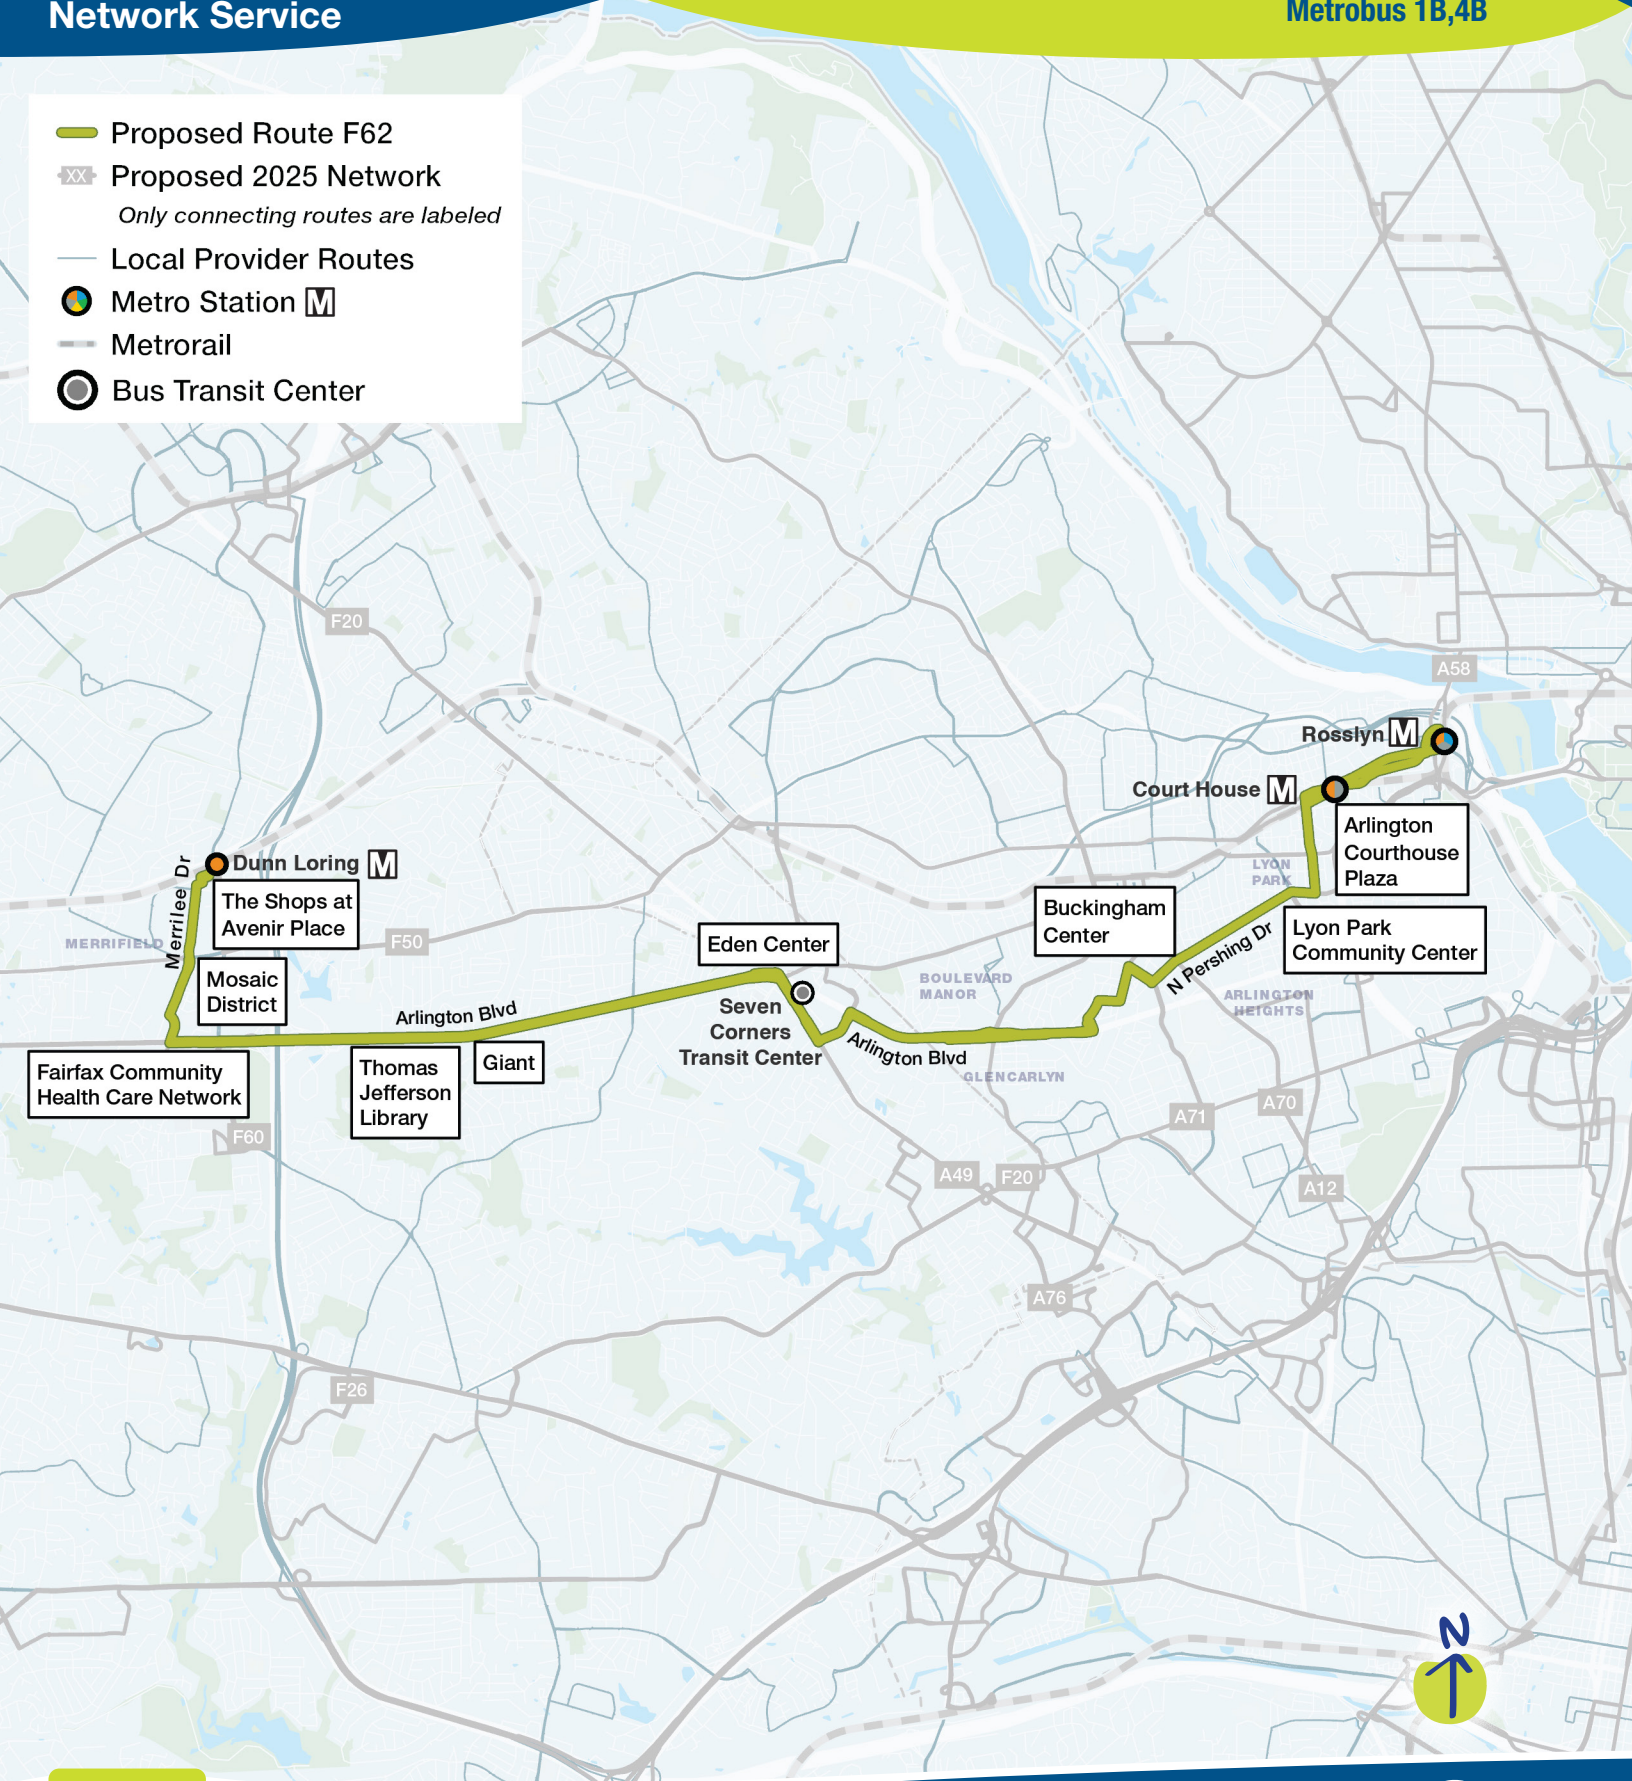 Network Service
Metrobus 1B,4B
Proposed Route F62
XX
Proposed 2025 Network
Only connecting routes are labeled
Local Provider Routes
Metro Station M
Metrorail
Bus Transit Center
F20
A58
Rosslyn M
Court House M
Arlington
Courthouse
Plaza
LYON
PARK
Dunn Loring M
Merrilee Dr
The Shops at
Avenir Place
MERRIFIELD
F50
Buckingham
Center
Lyon Park
Community Center
N Pershing Dr
Eden Center
BOULEVARD
MANOR
ARLINGTON
HEIGHTS
Mosaic
District
Seven
Corners
Transit Center
Arlington Blvd
Arlington Blvd
Giant
GLENCARLYN
Fairfax Community
Health Care Network
Thomas
Jefferson
Library
F60
A71
A70
A49
F20
A12
A76
F26
N